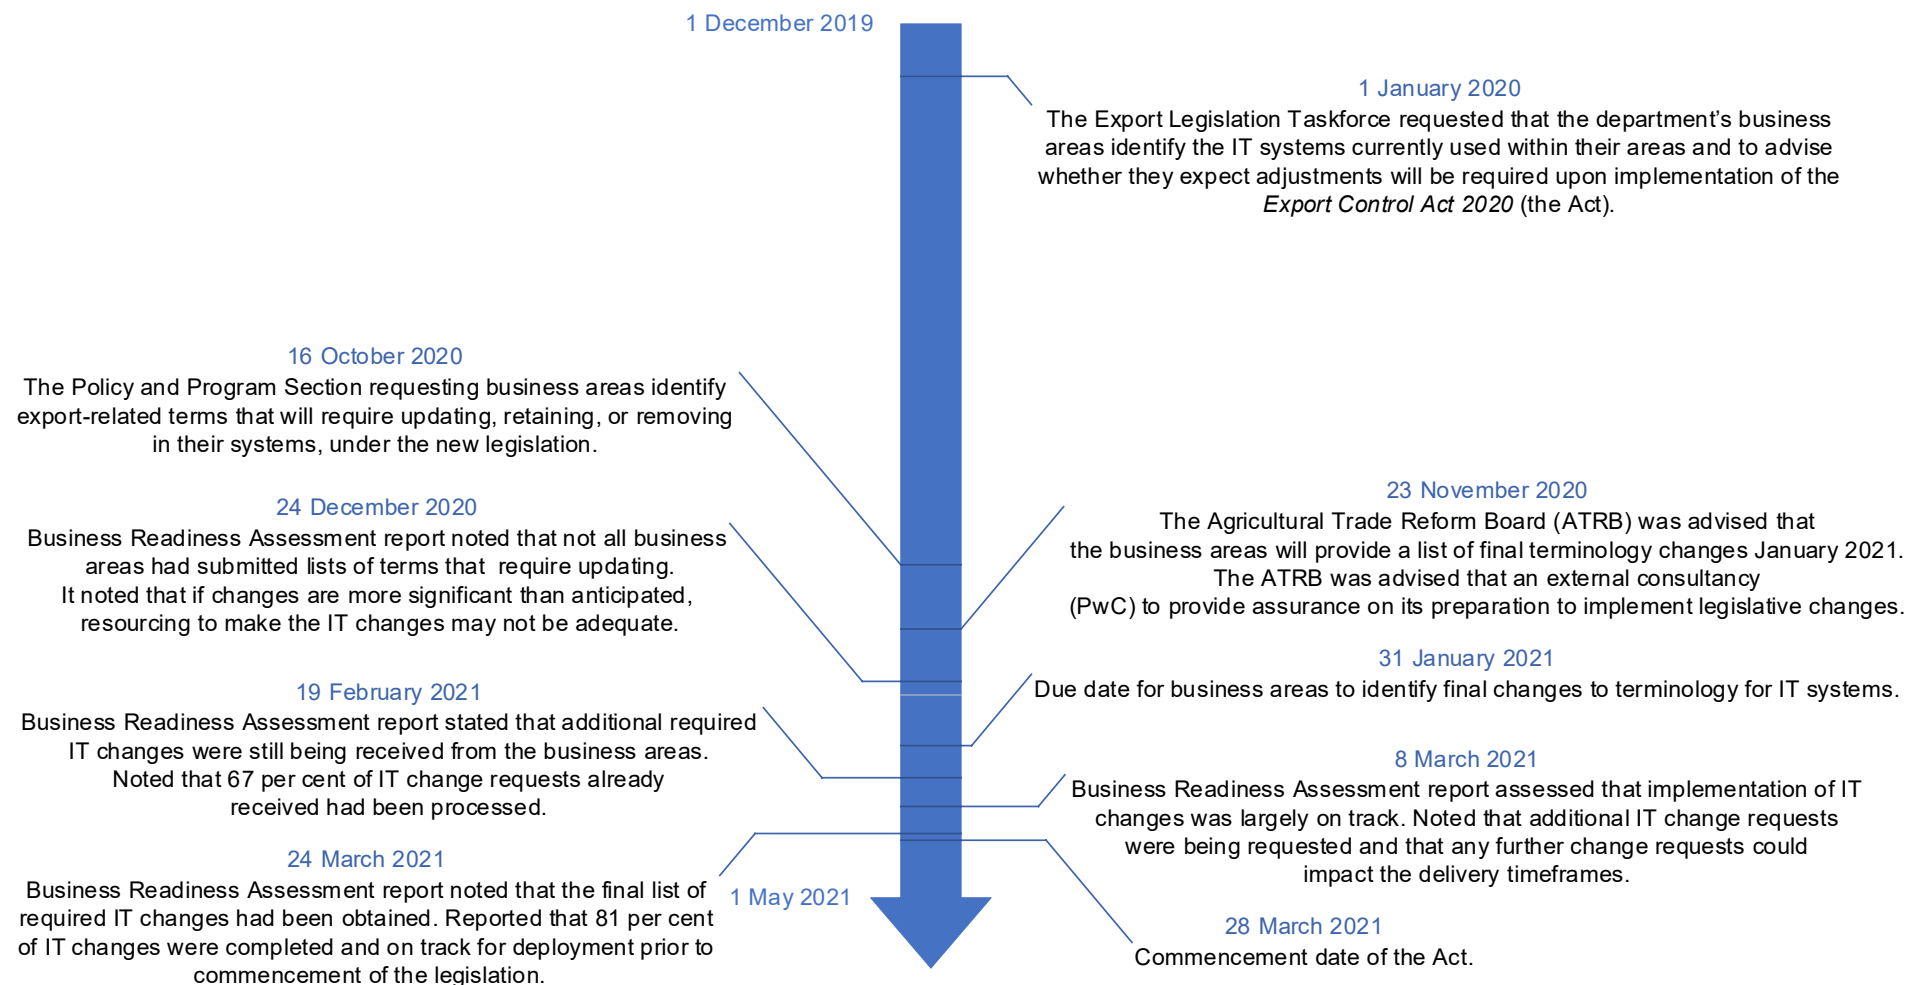 1 December 2019
1 January 2020
The Export Legislation Taskforce requested that the department’s business
areas identify the IT systems currently used within their areas and to advise
whether they expect adjustments will be required upon implementation of the
Export Control Act 2020 (the Act).
16 October 2020
The Policy and Program Section requesting business areas identify
export-related terms that will require updating, retaining, or removing
in their systems, under the new legislation.
23 November 2020
The Agricultural Trade Reform Board (ATRB) was advised that
the business areas will provide a list of final terminology changes January 2021.
The ATRB was advised that an external consultancy
(PwC) to provide assurance on its preparation to implement legislative changes.
24 December 2020
Business Readiness Assessment report noted that not all business
areas had submitted lists of terms that  require updating.
It noted that if changes are more significant than anticipated,
resourcing to make the IT changes may not be adequate.
31 January 2021
Due date for business areas to identify final changes to terminology for IT systems.
19 February 2021
Business Readiness Assessment report stated that additional required
IT changes were still being received from the business areas.
Noted that 67 per cent of IT change requests already
received had been processed.
8 March 2021
Business Readiness Assessment report assessed that implementation of IT
changes was largely on track. Noted that additional IT change requests
were being requested and that any further change requests could
impact the delivery timeframes.
24 March 2021
Business Readiness Assessment report noted that the final list of
required IT changes had been obtained. Reported that 81 per cent
of IT changes were completed and on track for deployment prior to
commencement of the legislation.
1 May 2021
28 March 2021
Commencement date of the Act.